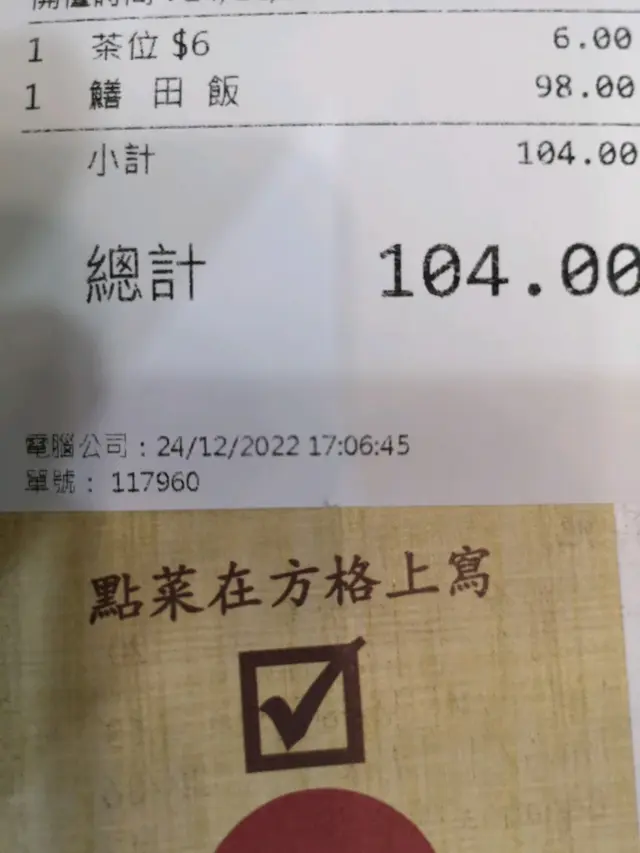 1 茶位 $6 6.00
1 鱔 田 飯 98.00
小計 104.00
總計 104.00
電腦公司：24/12/2022 17:06:45
單號： 117960
點菜在方格上寫